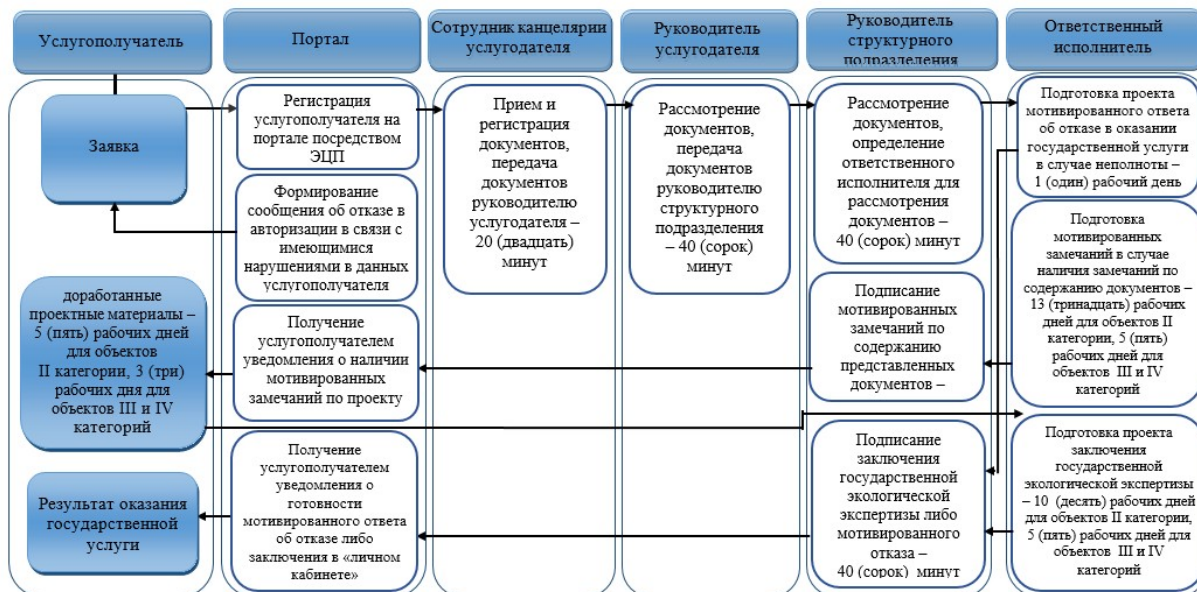 Услугополучатель
Портал
Сотрудник канцелярии
услугодателя
Руководитель
услугодателя
Руководитель
структурного
подразделения
Ответственный
исполнитель
Заявка
доработанные
проектные материалы –
5 (пять) рабочих дней
для объектов
II категории, 3 (три)
рабочих дня для
объектов III и IV
категорий
Результат оказания
государственной
услуги
Регистрация
услугополучателя на
портале посредством
ЭЦП
Формирование
сообщения об отказе в
авторизации в связи с
имеющимися
нарушениями в данных
услугополучателя
Получение
услугополучателем
уведомления о наличии
мотивированных
замечаний по проекту
Получение
услугополучателем
уведомления о
готовности
мотивированного ответа
об отказе либо
заключения в «личном
кабинете»
Прием и
регистрация
документов,
передача
документов
руководителю
услугодателя –
20 (двадцать)
минут
Рассмотрение
документов,
передача
документов
руководителю
структурного
подразделения
– 40 (сорок)
минут
Рассмотрение
документов,
определение
ответственного
исполнителя для
рассмотрения
документов –
40 (сорок) минут
Подписание
мотивированных
замечаний по
содержанию
представленных
документов –
Подписание
заключения
государственной
экологической
экспертизы либо
мотивированного
отказа –
40 (сорок) минут
Подготовка проекта
мотивированного ответа
об отказе в оказании
государственной услуги
в случае неполноты –
1 (один) рабочий день
Подготовка
мотивированных
замечаний в случае
наличия замечаний по
содержанию документов –
13 (тринадцать) рабочих
дней для объектов II
категории, 5 (пять)
рабочих дней для
объектов III и IV
категорий
Подготовка проекта
заключения
государственной
экологической экспертизы
– 10 (десять) рабочих дней
для объектов II категории,
5 (пять) рабочих дней для
объектов III и IV
категорий